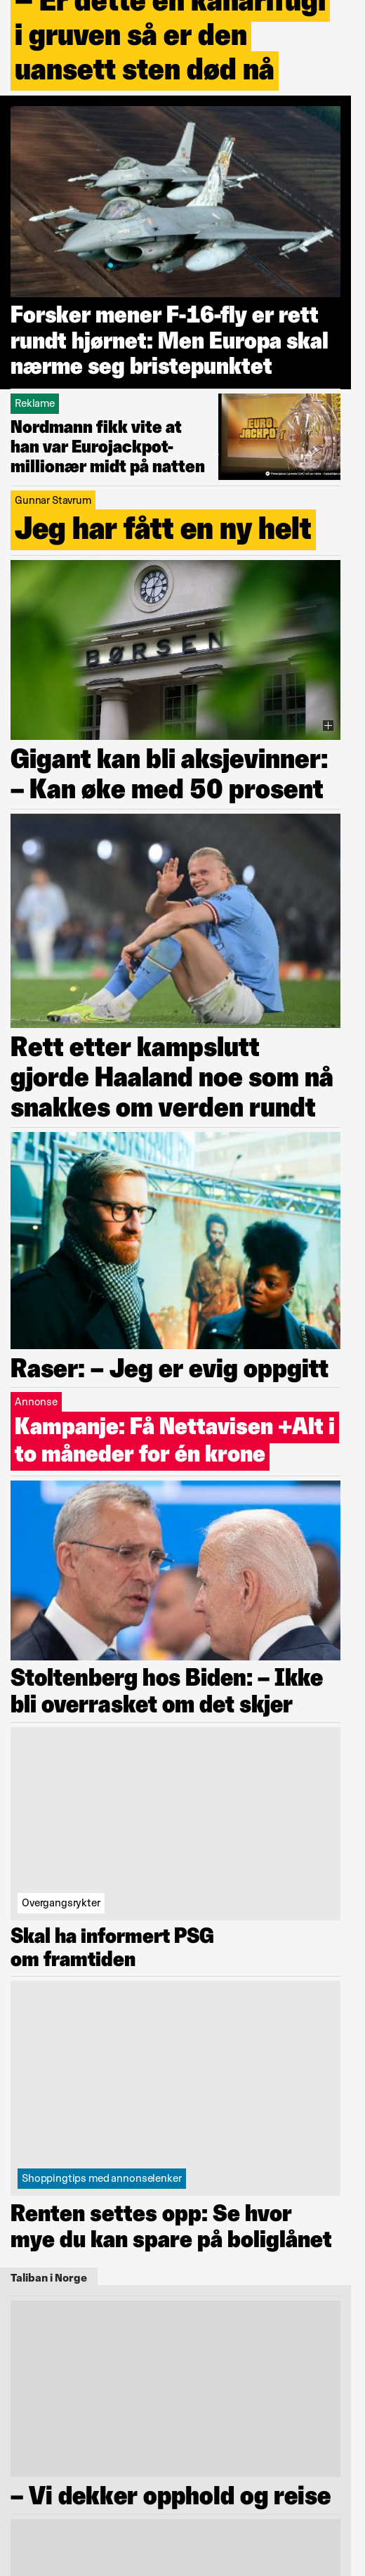 – Er dette en kanarifugl
i gruven så er den
uansett sten død nå
Forsker mener F-16-fly er rett
rundt hjørnet: Men Europa skal
nærme seg bristepunktet
Reklame
Nordmann fikk vite at
han var Eurojackpot-
millionær midt på natten
EURO
JACKPOT
Gunnar Stavrum
Jeg har fått en ny helt
BØRSEN
Gigant kan bli aksjevinner:
– Kan øke med 50 prosent
Rett etter kampslutt
gjorde Haaland noe som nå
snakkes om verden rundt
Raser: – Jeg er evig oppgitt
Annonse
Kampanje: Få Nettavisen +Alt i
to måneder for én krone
Stoltenberg hos Biden: – Ikke
bli overrasket om det skjer
Overgangsrykter
Skal ha informert PSG
om framtiden
Shoppingtips med annonselenker
Renten settes opp: Se hvor
mye du kan spare på boliglånet
Taliban i Norge
– Vi dekker opphold og reise